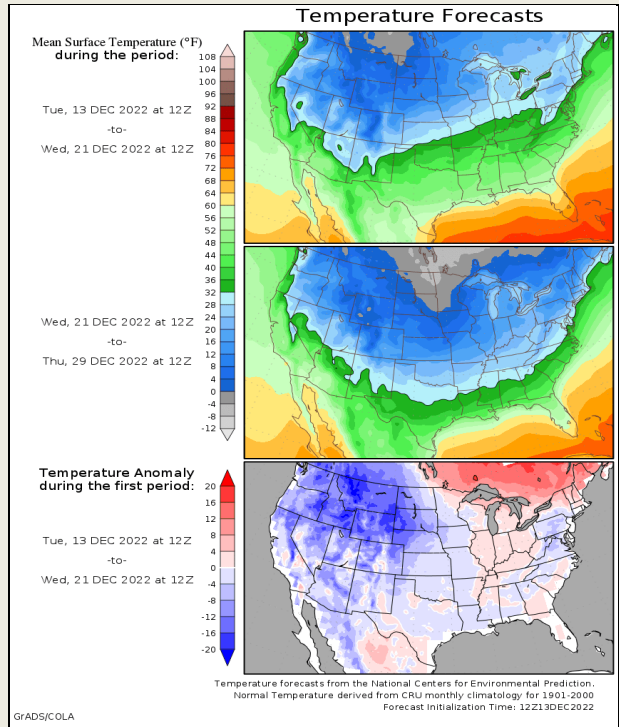 Temperature Forecasts
Mean Surface Temperature (°F)
during the period:
Tue, 13 DEC 2022 at 12Z
-to-
Wed, 21 DEC 2022 at 12Z
108
104
100
96
92
88
84
80
76
72
68
64
60
56
52
48
44
40
36
32
28
24
20
16
12
8
4
0
-4
-8
-12
Wed, 21 DEC 2022 at 12Z
-to-
Thu, 29 DEC 2022 at 12Z
Temperature Anomaly
during the first period:
Tue, 13 DEC 2022 at 12Z
-to-
Wed, 21 DEC 2022 at 12Z
20
16
12
8
4
0
-4
-8
-12
-16
-20
Temperature forecasts from the National Centers for Environmental Prediction.
Normal Temperature derived from CRU monthly climatology for 1901-2000
Forecast Initialization Time: 12Z13DEC2022
GrADS/COLA